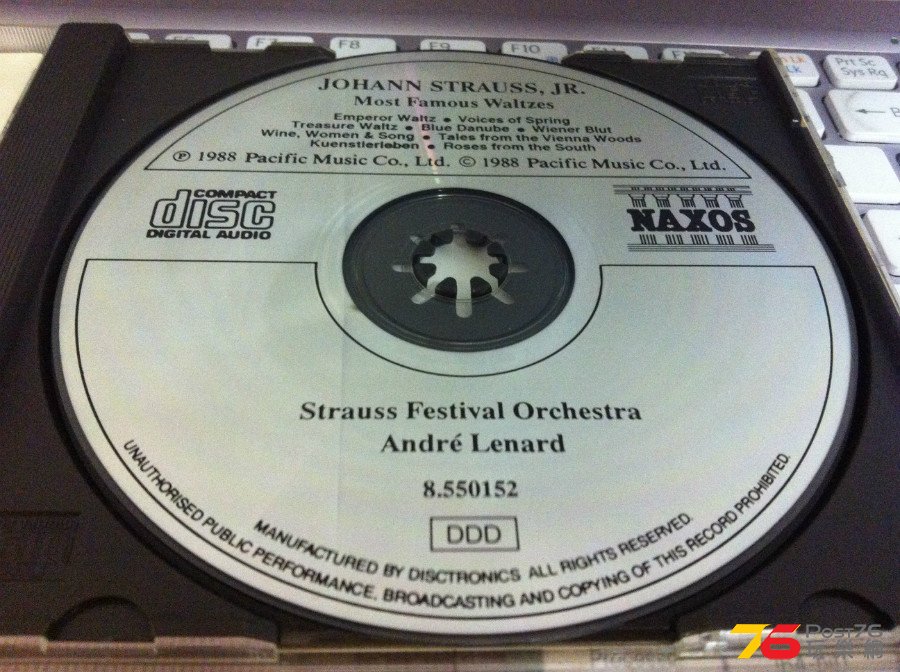 F7
F8
F9
F10
Prt Sc
Sys Rq
JOHANN STRAUSS, JR.
Most Famous Waltzes
Emperor Waltz • Voices of Spring
Treasure Waltz • Blue Danube • Wiener Blut
Wine, Women & Song • Tales from the Vienna Woods
Kuenstlerleben • Roses from the South
℗ 1988 Pacific Music Co., Ltd. © 1988 Pacific Music Co., Ltd.
COMPACT
disc
DIGITAL AUDIO
NAXOS
Strauss Festival Orchestra
André Lenard
8.550152
DDD
MANUFACTURED BY DISCTRONICS ALL RIGHTS RESERVED.
UNAUTHORISED PUBLIC PERFORMANCE, BROADCASTING AND COPYING OF THIS RECORD PROHIBITED.
76 Post76